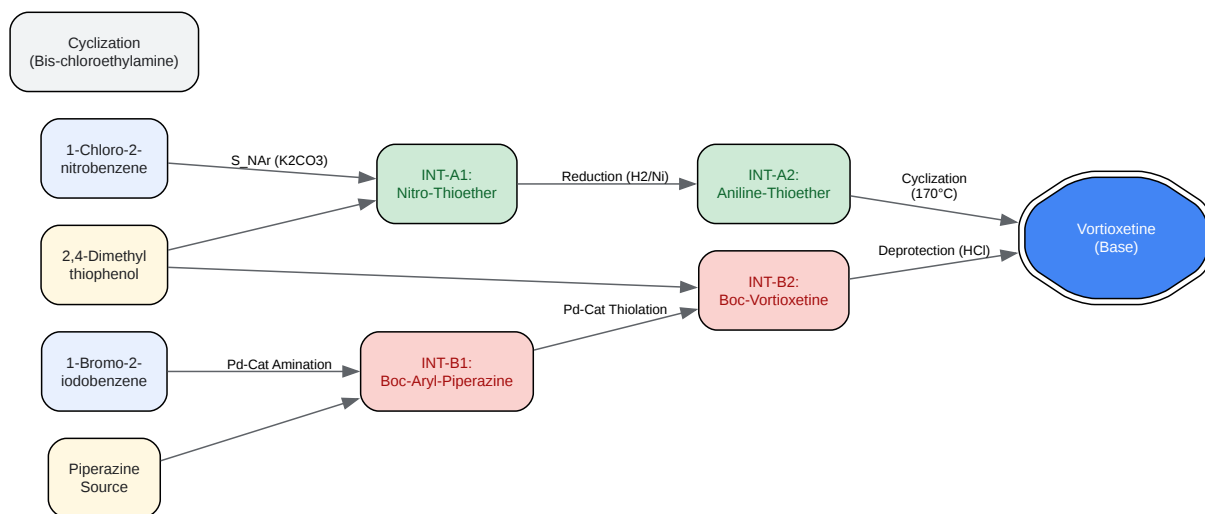 Cyclization
(Bis-chloroethylamine)
1-Chloro-2-
nitrobenzene
S_NAr (K2CO3)
INT-A1:
Nitro-Thioether
Reduction (H2/Ni)
INT-A2:
Aniline-Thioether
Cyclization
(170°C)
Vortioxetine
(Base)
2,4-Dimethyl
thiophenol
Deprotection (HCl)
INT-B2:
Boc-Vortioxetine
Pd-Cat Thiolation
1-Bromo-2-
iodobenzene
Pd-Cat Amination
INT-B1:
Boc-Aryl-Piperazine
Piperazine
Source